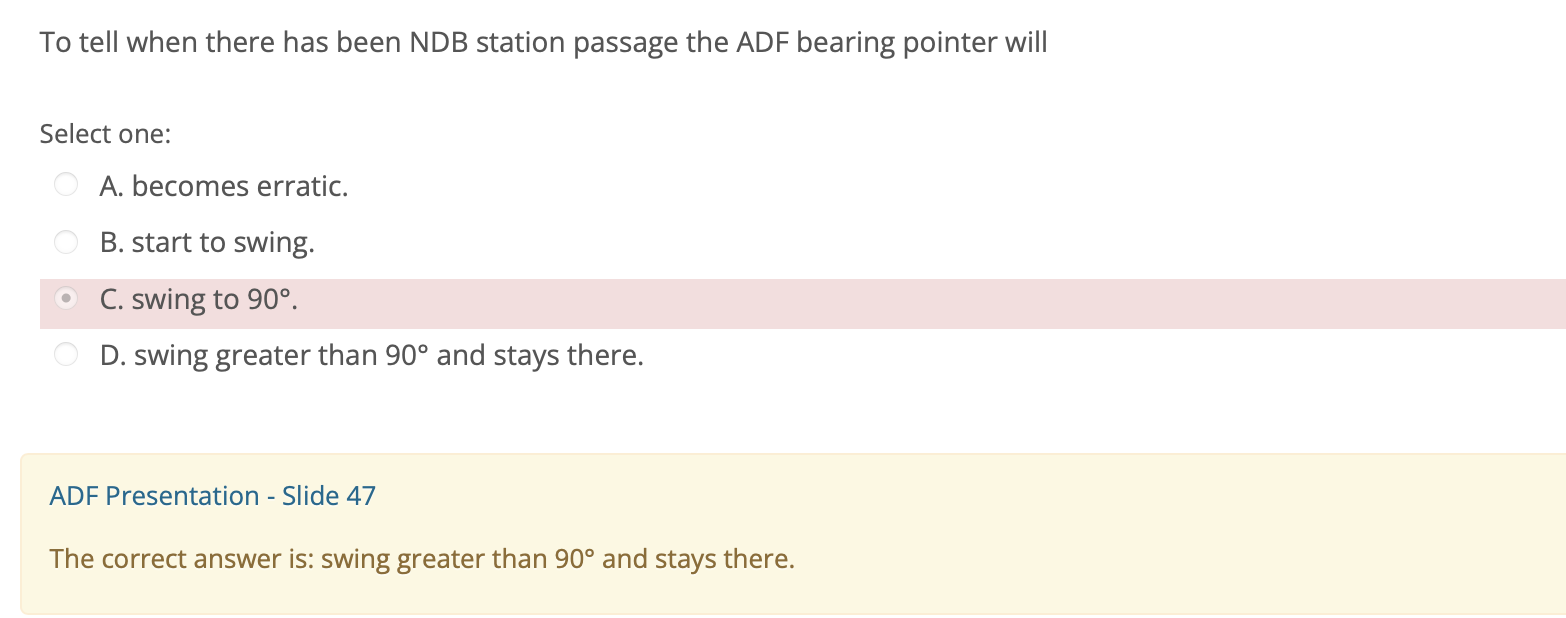 To tell when there has been NDB station passage the ADF bearing pointer will
Select one:
A. becomes erratic.
B. start to swing.
C. swing to 90°.
D. swing greater than 90° and stays there.
ADF Presentation - Slide 47
The correct answer is: swing greater than 90° and stays there.